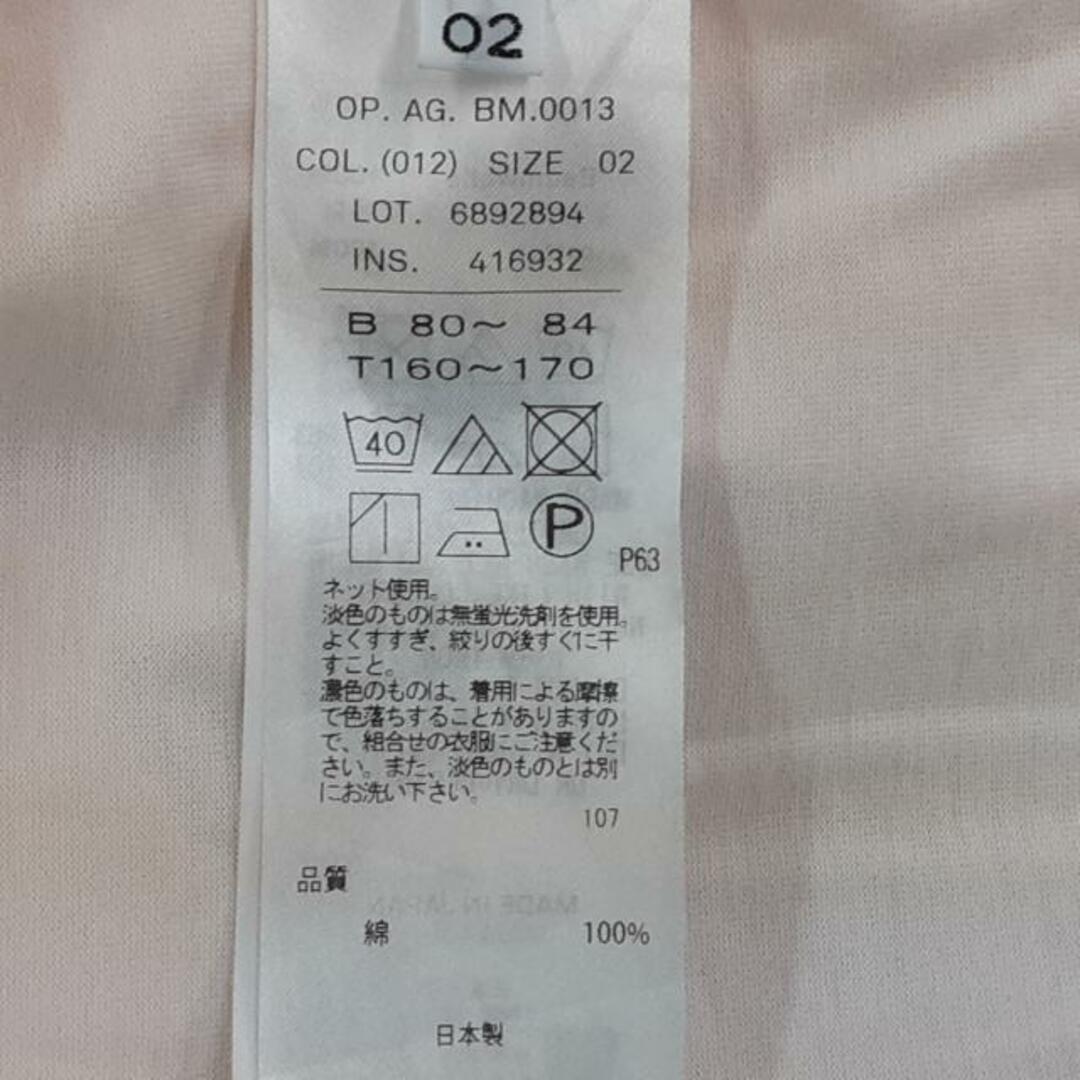 02
OP. AG. BM.0013
COL. (012) SIZE 02
LOT. 6892894
INS. 416932
B 80～ 84
T160～170
40
P
P63
ネット使用。
淡色のものは無蛍光洗剤を使用。
よくすすぎ、絞りの後すぐに干
すこと。
濃色のものは、着用による摩擦
で色落ちすることがありますの
で、組合せの衣服にご注意くだ
さい。また、淡色のものとは別
にお洗い下さい。
107
品質
綿 100%
MADE IN JAPAN
日本製